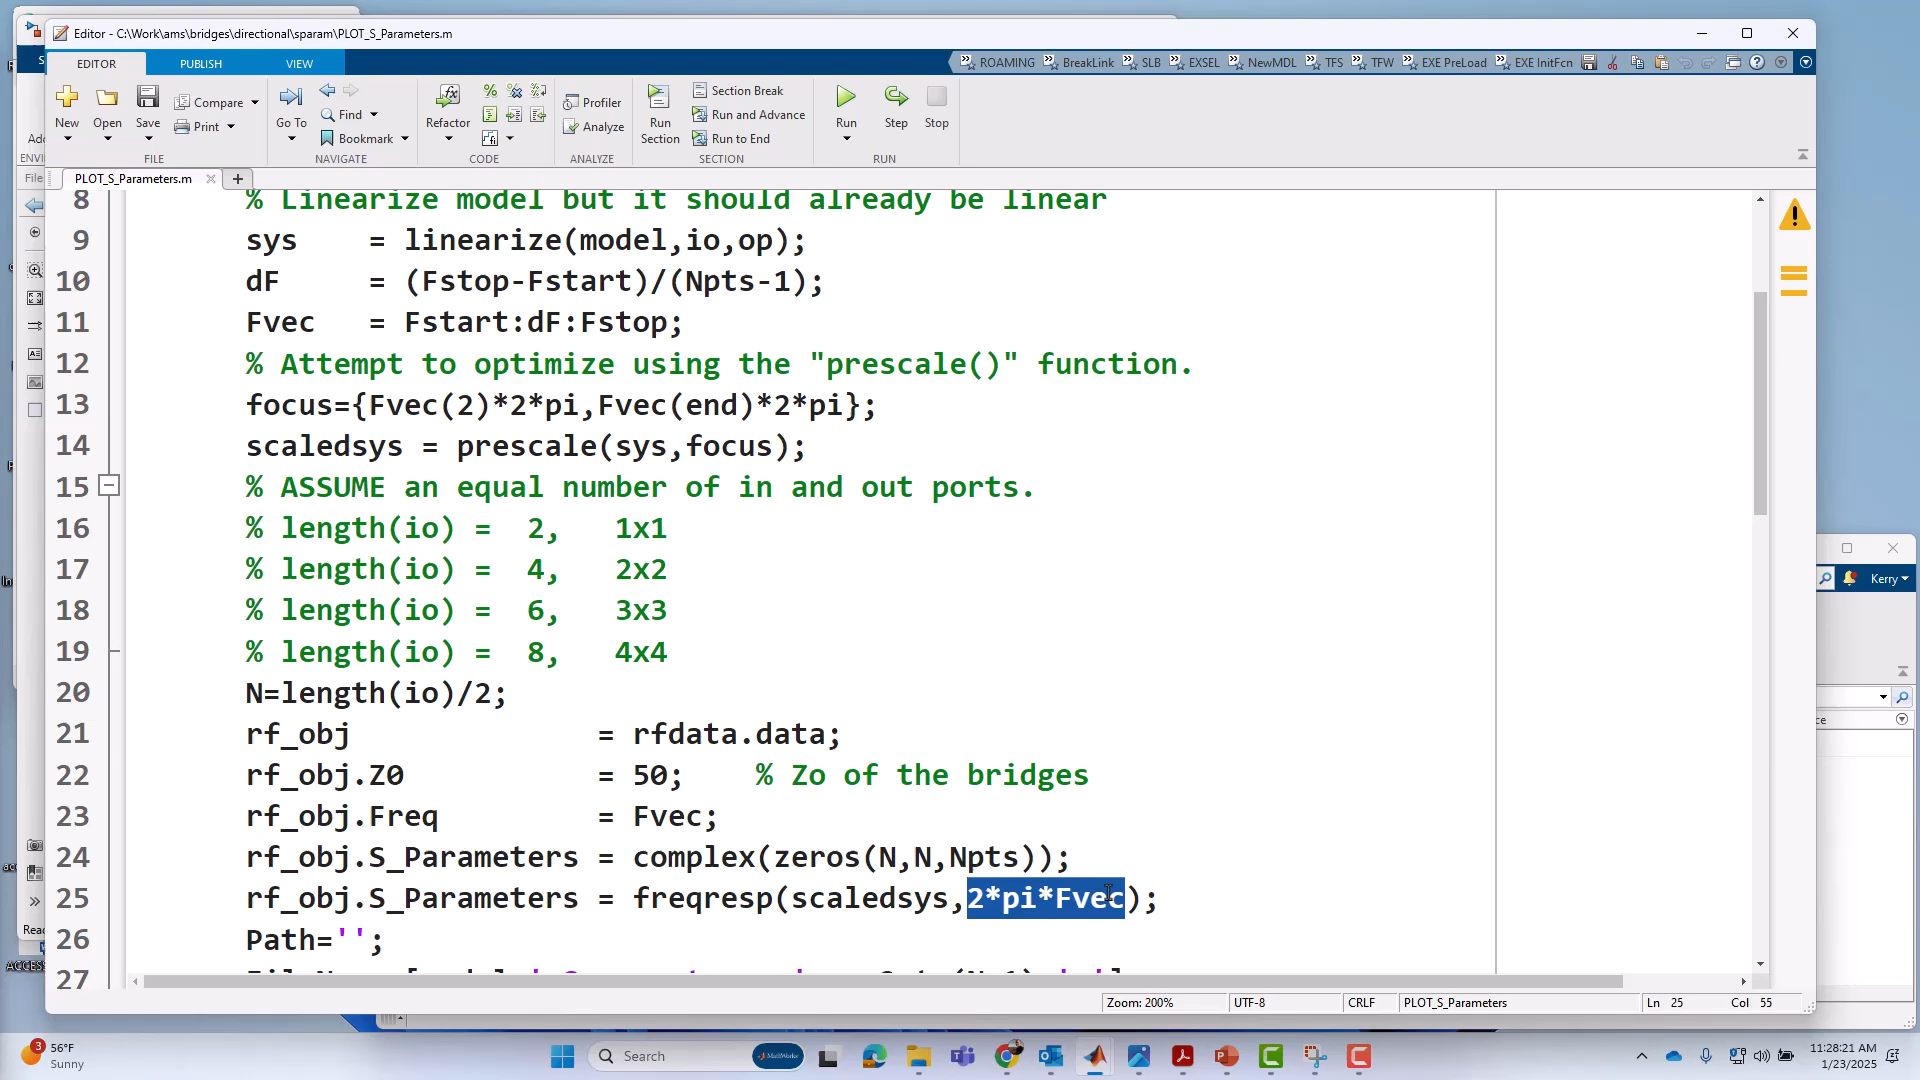 Editor - C:\Work\ams\bridges\directional\sparam\PLOT_S_Parameters.m
EDITOR PUBLISH VIEW
ROAMING BreakLink SLB EXSEL NewMDL TFS TFW EXE PreLoad EXE InitFcn
New Open Save Compare Print
Go To Find Bookmark
Refactor
Profiler Analyze
Run Section
Section Break
Run and Advance
Run to End
Run Step Stop
FILE NAVIGATE CODE ANALYZE SECTION RUN
PLOT_S_Parameters.m
8 % Linearize model but it should already be linear
9 sys = linearize(model,io,op);
10 dF = (Fstop-Fstart)/(Npts-1);
11 Fvec = Fstart:dF:Fstop;
12 % Attempt to optimize using the "prescale()" function.
13 focus={Fvec(2)*2*pi,Fvec(end)*2*pi};
14 scaledsys = prescale(sys,focus);
15 % ASSUME an equal number of in and out ports.
16 % length(io) = 2, 1x1
17 % length(io) = 4, 2x2
18 % length(io) = 6, 3x3
19 % length(io) = 8, 4x4
20 N=length(io)/2;
21 rf_obj = rfdata.data;
22 rf_obj.Z0 = 50; % Zo of the bridges
23 rf_obj.Freq = Fvec;
24 rf_obj.S_Parameters = complex(zeros(N,N,Npts));
25 rf_obj.S_Parameters = freqresp(scaledsys,2*pi*Fvec);
26 Path='';
27
Zoom: 200% UTF-8 CRLF PLOT_S_Parameters Ln 25 Col 55
Kerry
File
Read
3
56°F
Sunny
Search
MathWorks
11:28:21 AM
1/23/2025